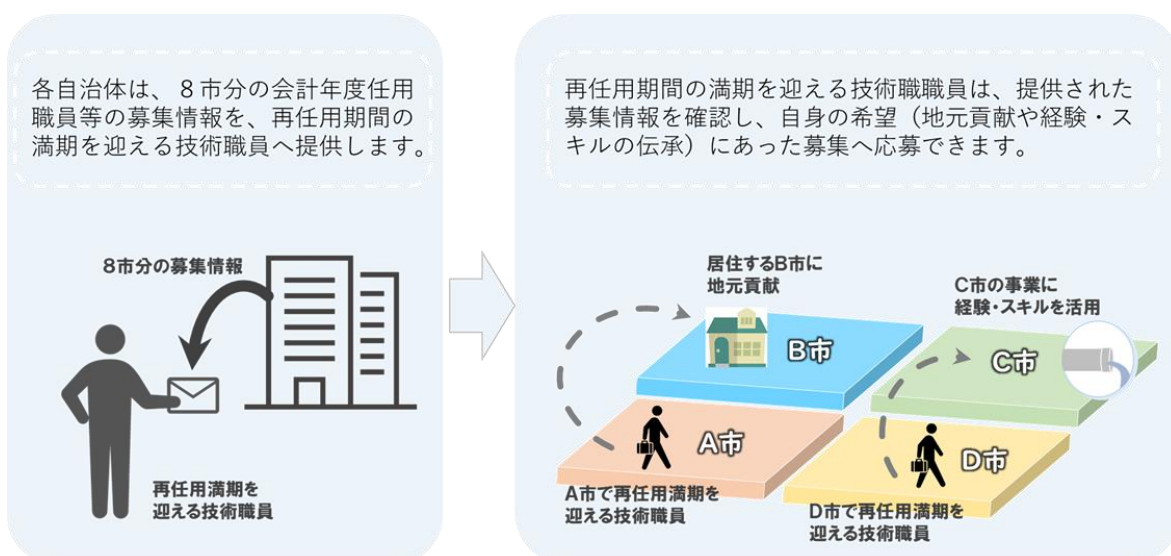 各自治体は、８市分の会計年度任用
職員等の募集情報を、再任用期間の
満期を迎える技術職員へ提供します。
8市分の募集情報
再任用満期を
迎える技術職員
再任用期間の満期を迎える技術職職員は、提供された
募集情報を確認し、自身の希望（地元貢献や経験・ス
キルの伝承）にあった募集へ応募できます。
居住するB市に
地元貢献
C市の事業に
経験・スキルを活用
B市
C市
A市
D市
A市で再任用満期を
迎える技術職員
D市で再任用満期を
迎える技術職員